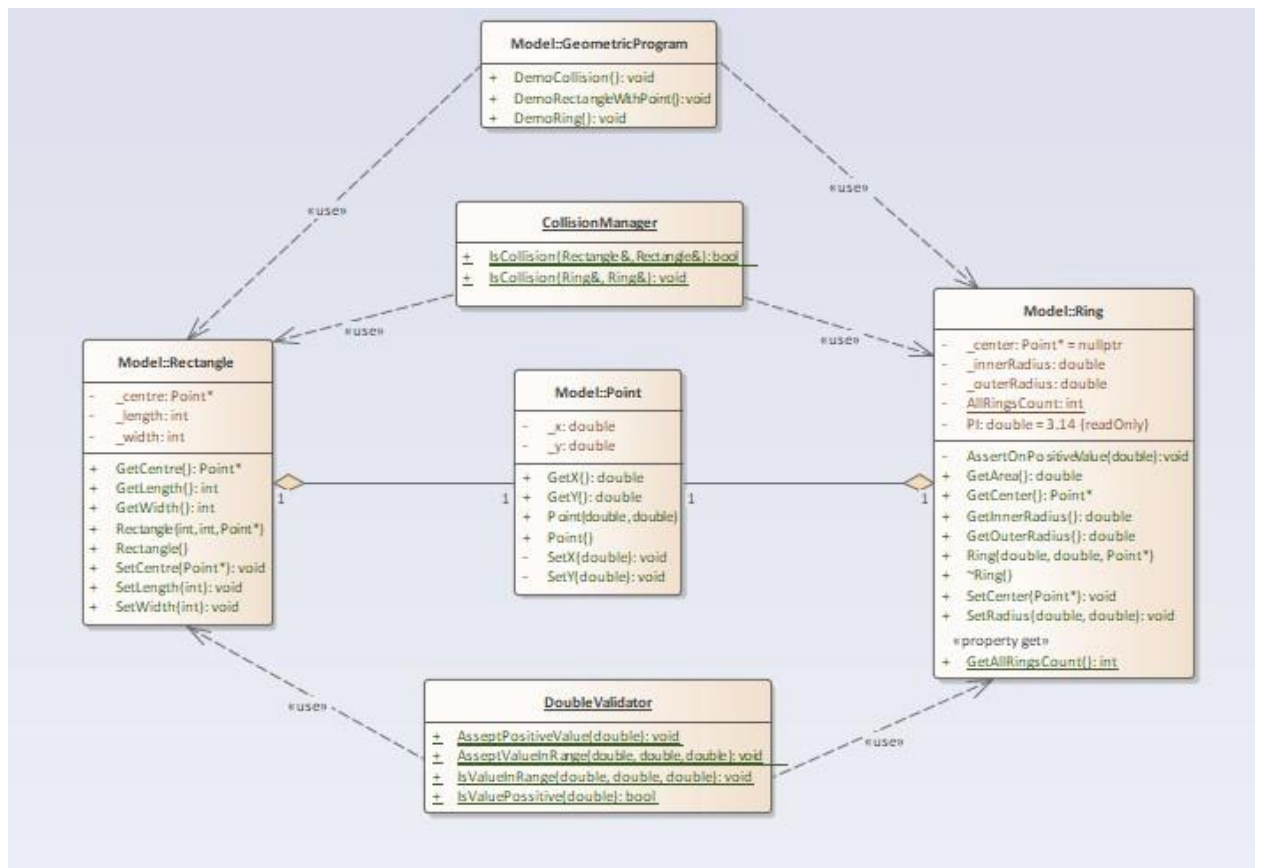 Model::GeometricProgram
+ DemoCollision(): void
+ DemoRectangleWithPoint(): void
+ DemoRing(): void
«use»
«use»
CollisionManager
+ IsCollision(Rectangle&, Rectangle&): bool
+ IsCollision(Ring&, Ring&): void
«use»
«use»
Model::Rectangle
- _centre: Point*
- _length: int
- _width: int
+ GetCentre(): Point*
+ GetLength(): int
+ GetWidth(): int
+ Rectangle(int, int, Point*)
+ Rectangle()
+ SetCentre(Point*): void
+ SetLength(int): void
+ SetWidth(int): void
1
1
Model::Point
- _x: double
- _y: double
+ GetX(): double
+ GetY(): double
+ Point(double, double)
+ Point()
- SetX(double): void
- SetY(double): void
1
1
Model::Ring
- _center: Point* = nullptr
- _innerRadius: double
- _outerRadius: double
- AllRingsCount: int
- PI: double = 3.14 {readOnly}
- AssertOnPositiveValue(double): void
+ GetArea(): double
+ GetCenter(): Point*
+ GetInnerRadius(): double
+ GetOuterRadius(): double
+ Ring(double, double, Point*)
+ ~Ring()
+ SetCenter(Point*): void
+ SetRadius(double, double): void
«property get»
+ GetAllRingsCount(): int
«use»
«use»
DoubleValidator
+ AsseptPositiveValue(double): void
+ AsseptValueInRange(double, double, double): void
+ IsValueInRange(double, double, double): void
+ IsValuePossitive(double): bool